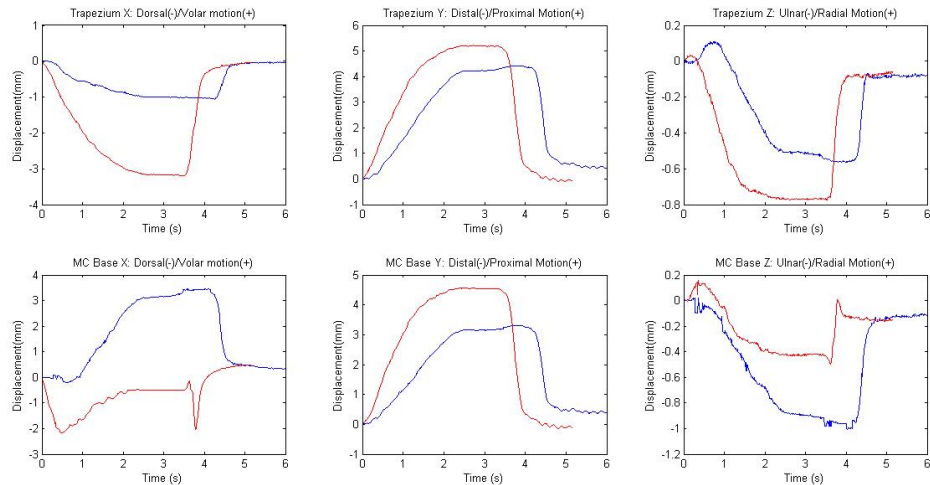 Trapezium X: Dorsal(-)/Volar motion(+)
1
0
-1
-2
-3
-4
Displacement(mm)
0 1 2 3 4 5 6
Time (s)
Trapezium Y: Distal(-)/Proximal Motion(+)
6
5
4
3
2
1
0
-1
Displacement(mm)
0 1 2 3 4 5 6
Time (s)
Trapezium Z: Ulnar(-)/Radial Motion(+)
0.2
0
-0.2
-0.4
-0.6
-0.8
Displacement(mm)
0 1 2 3 4 5 6
Time (s)
MC Base X: Dorsal(-)/Volar motion(+)
4
3
2
1
0
-1
-2
-3
Displacement(mm)
0 1 2 3 4 5 6
Time (s)
MC Base Y: Distal(-)/Proximal Motion(+)
6
5
4
3
2
1
0
-1
Displacement(mm)
0 1 2 3 4 5 6
Time (s)
MC Base Z: Ulnar(-)/Radial Motion(+)
0.2
0
-0.2
-0.4
-0.6
-0.8
-1
-1.2
Displacement(mm)
0 1 2 3 4 5 6
Time (s)